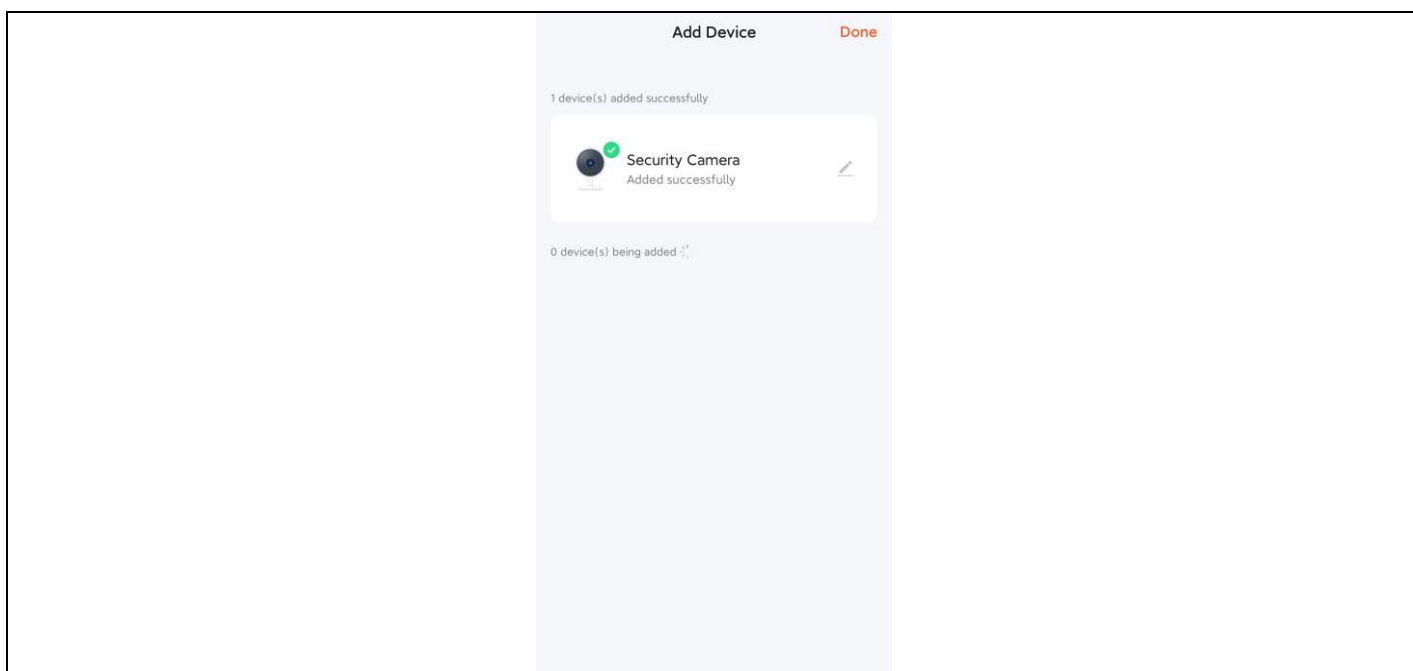 Add Device
Done
1 device(s) added successfully
Security Camera
Added successfully
0 device(s) being added